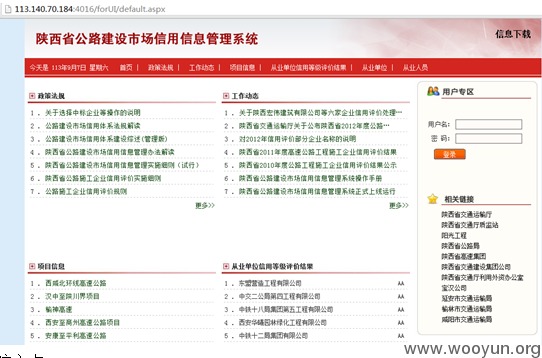 113.140.70.184:4016/forUI/default.aspx
陕西省公路建设市场信用信息管理系统
信息下载
今天是 113年9月7日 星期六 首页 | 政策法规 | 工作动态 | 项目信息 | 从业单位信用等级评价结果 | 从业单位 | 从业人员
政策法规
1 . 关于选择中标企业等操作的说明
2 . 公路建设市场信用体系法规解读
3 . 公路建设市场信用体系建设综述(管理版)
4 . 陕西省公路建设市场信用信息管理办法解读
5 . 陕西省公路建设市场信用信息管理实施细则（试行）
6 . 公路施工企业信用评价实施细则
7 . 公路施工企业信用评价规则
更多>>
工作动态
1 . 关于陕西宏伟建筑有限公司等六家企业信用评价处理…
2 . 陕西省交通运输厅关于公布陕西省2012年度公路…
3 . 对2012年信用评价部分企业名称的说明
4 . 陕西省2011年度高速公路工程施工企业信用评价结果
5 . 陕西省2010年度公路工程施工企业信用评价结果公示
6 . 陕西省公路建设市场信用信息管理系统操作手册
7 . 陕西省公路建设市场信用信息管理系统正式上线运行
更多>>
用户专区
用户名：
密 码：
登录
相关链接
陕西省交通运输厅
陕西省交通厅质监站
阳光工程
陕西省公路局
陕西省高速集团
陕西省交通建设集团公司
陕西省交通厅利用外资办公室
宝汉公司
延安市交通运输局
榆林市交通运输局
咸阳市交通运输局
项目信息
1 . 西咸北环线高速公路
2 . 汉中至陕川界项目
3 . 榆神高速
4 . 西安至商州高速公路项目
5 . 安康至平利高速公路
从业单位信用等级评价结果
1 . 东盟营造工程有限公司 AA
2 . 中交二公局第四工程有限公司 AA
3 . 中铁十八局集团第五工程有限公司 AA
4 . 西安华曦园林绿化工程有限公司 AA
5 . 中铁十二局集团有限公司 AA
www.wooyun.org